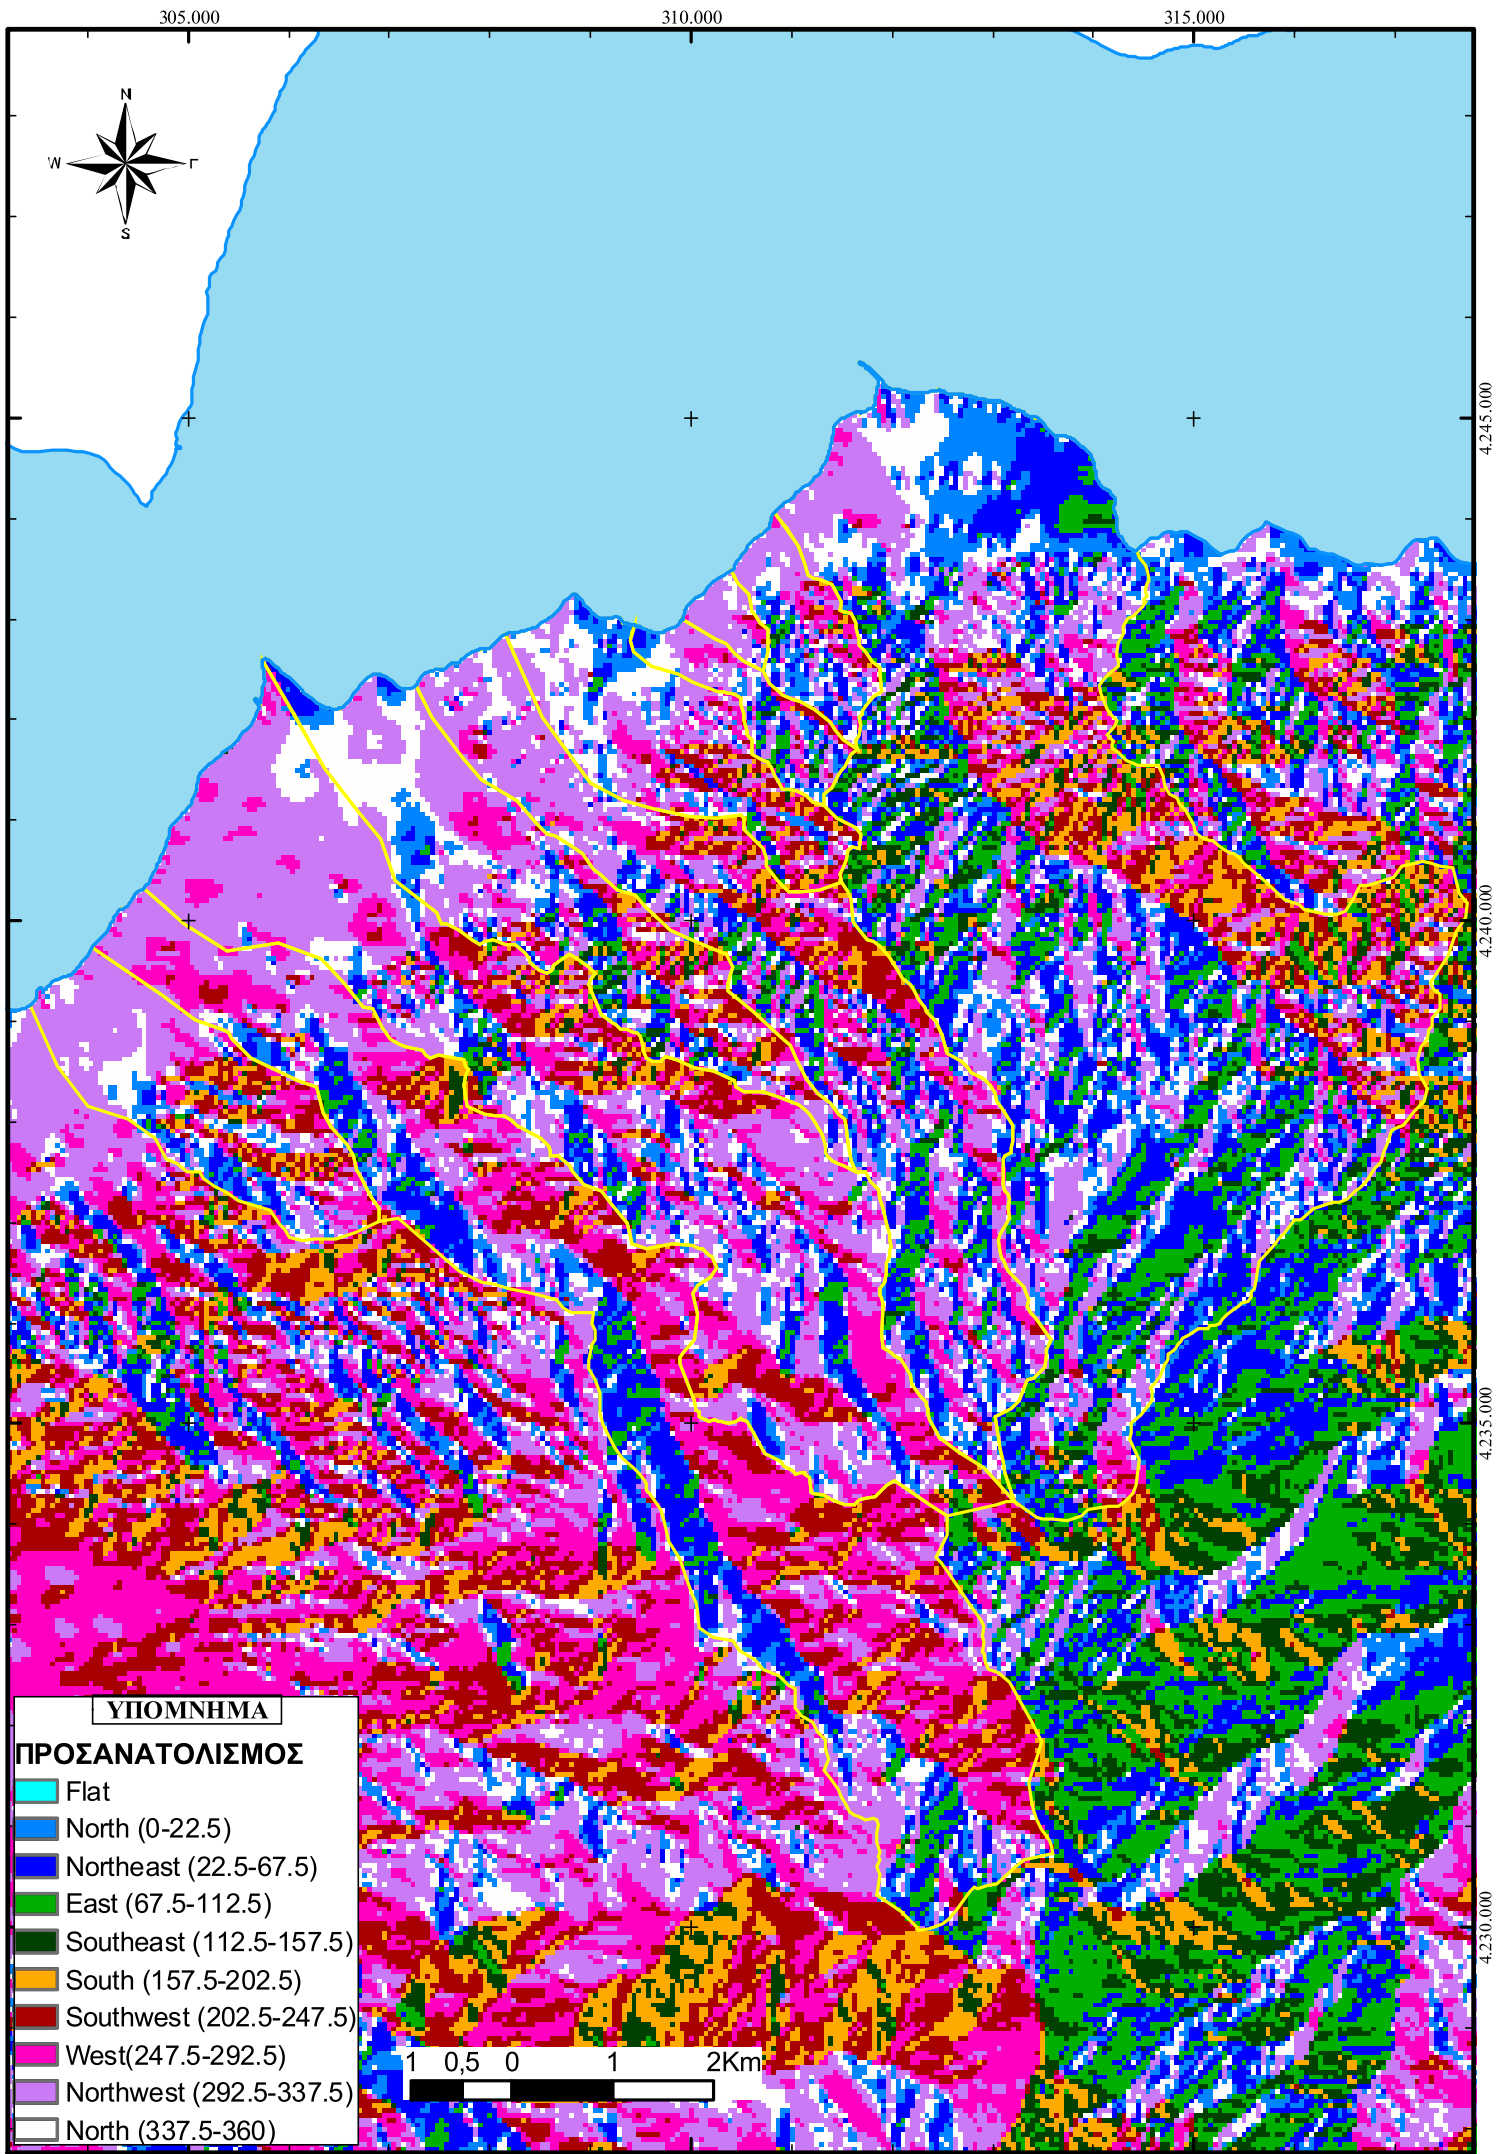 305.000 310.000 315.000
N
W Γ
S
4.245.000
4.240.000
4.235.000
4.230.000
ΥΠΟΜΝΗΜΑ
ΠΡΟΣΑΝΑΤΟΛΙΣΜΟΣ
Flat
North (0-22.5)
Northeast (22.5-67.5)
East (67.5-112.5)
Southeast (112.5-157.5)
South (157.5-202.5)
Southwest (202.5-247.5)
West(247.5-292.5)
Northwest (292.5-337.5)
North (337.5-360)
1 0,5 0 1 2Km